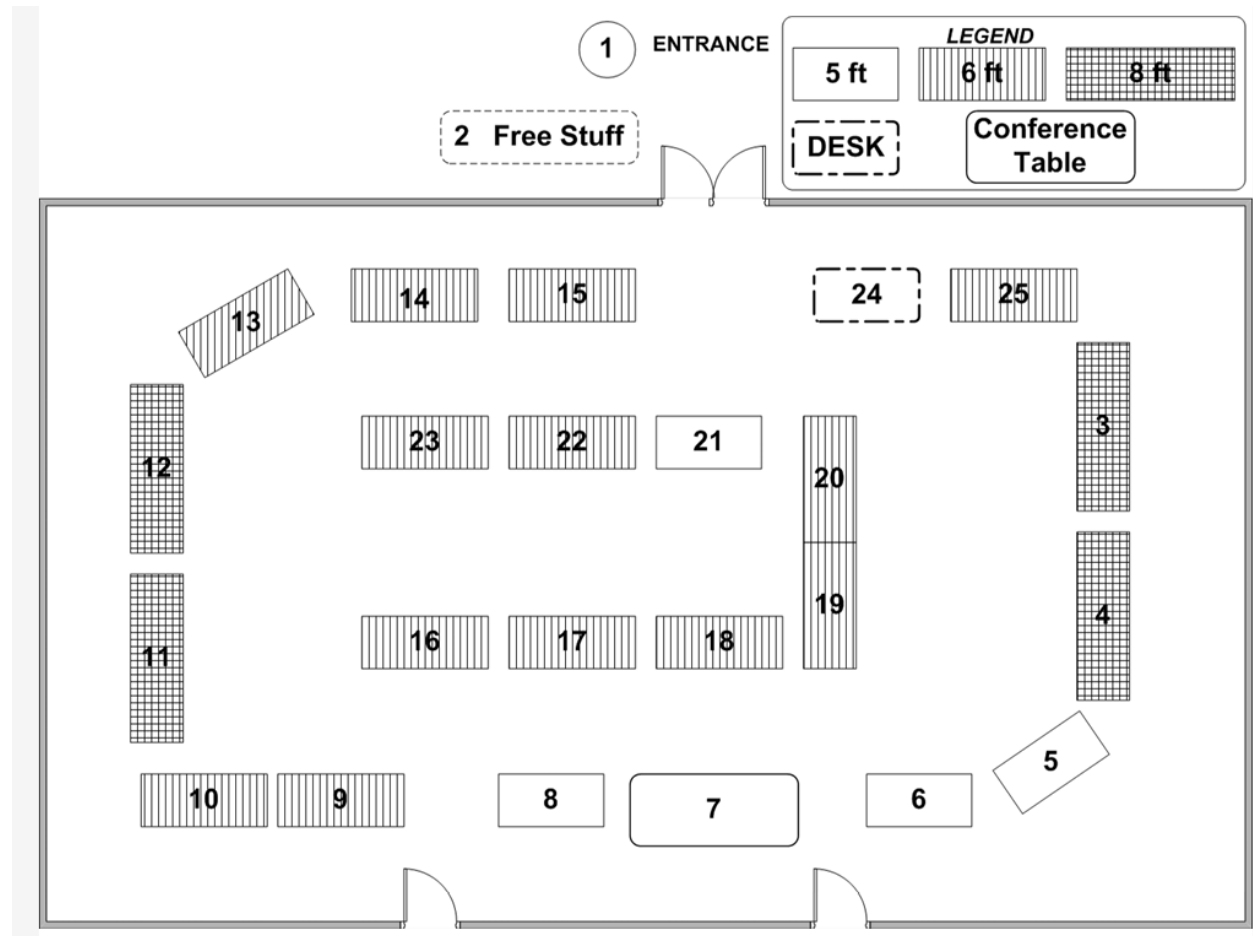 1 ENTRANCE
LEGEND
5 ft 6 ft 8 ft
2 Free Stuff
DESK
Conference
Table
13 14 15 24 25
12 23 22 21 20 3
11 16 17 18 19 4
10 9 8 7 6 5